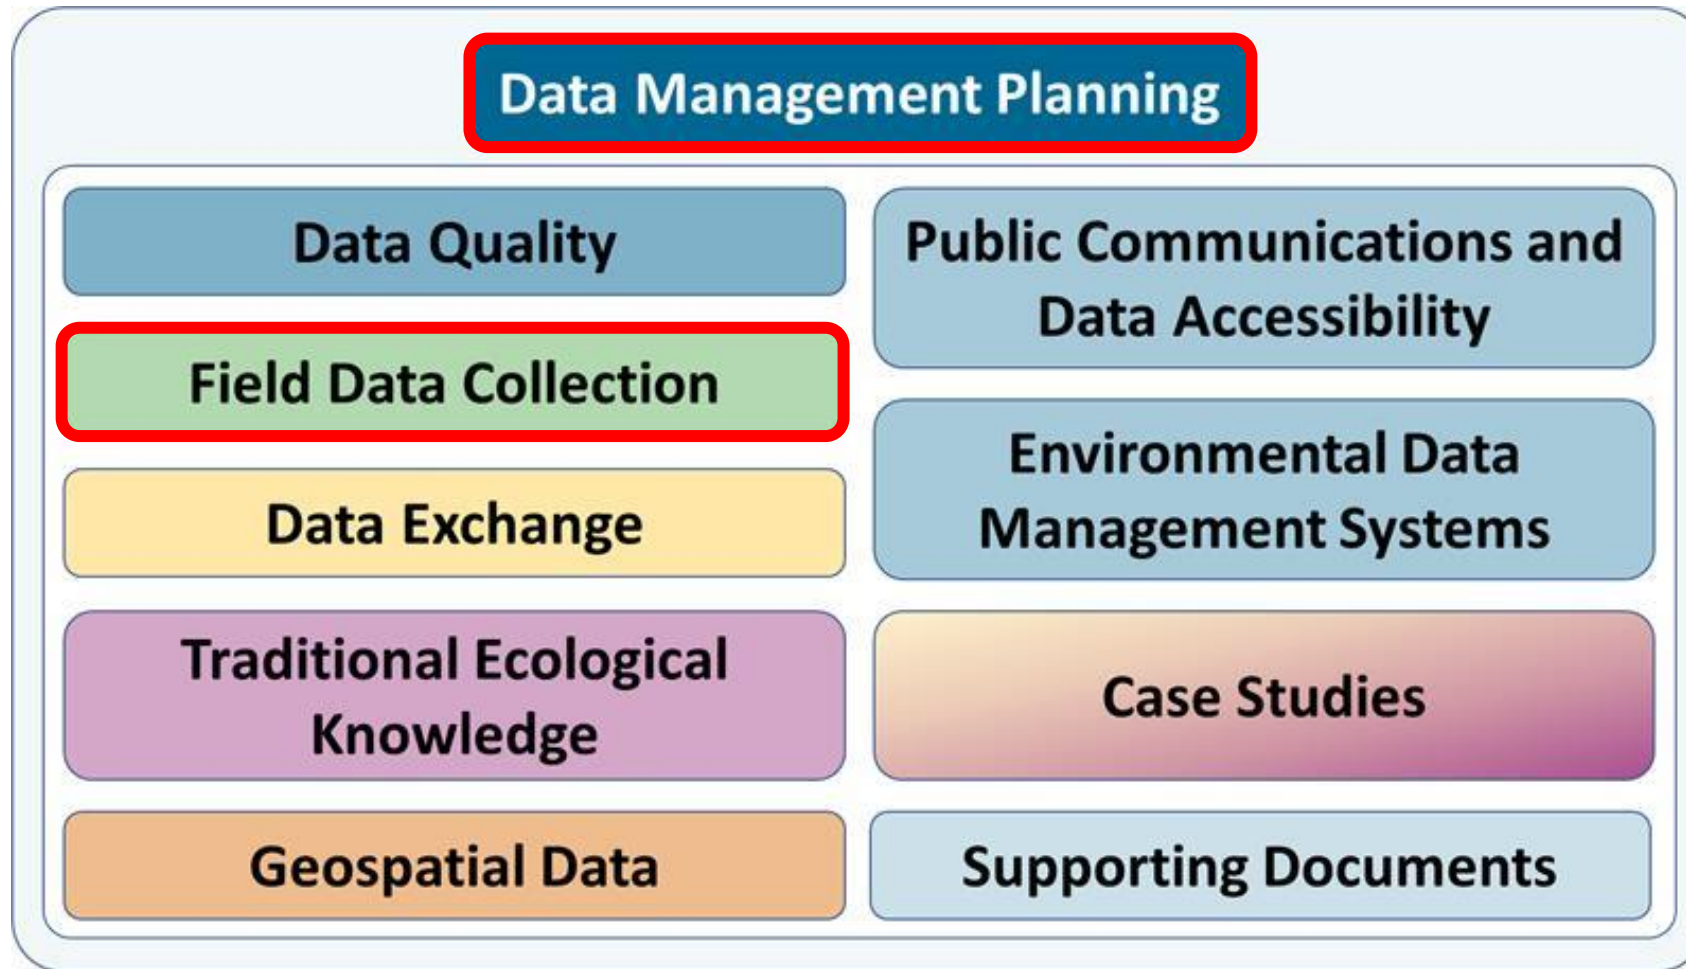 Data Management Planning
Data Quality
Field Data Collection
Data Exchange
Traditional Ecological
Knowledge
Geospatial Data
Public Communications and
Data Accessibility
Environmental Data
Management Systems
Case Studies
Supporting Documents